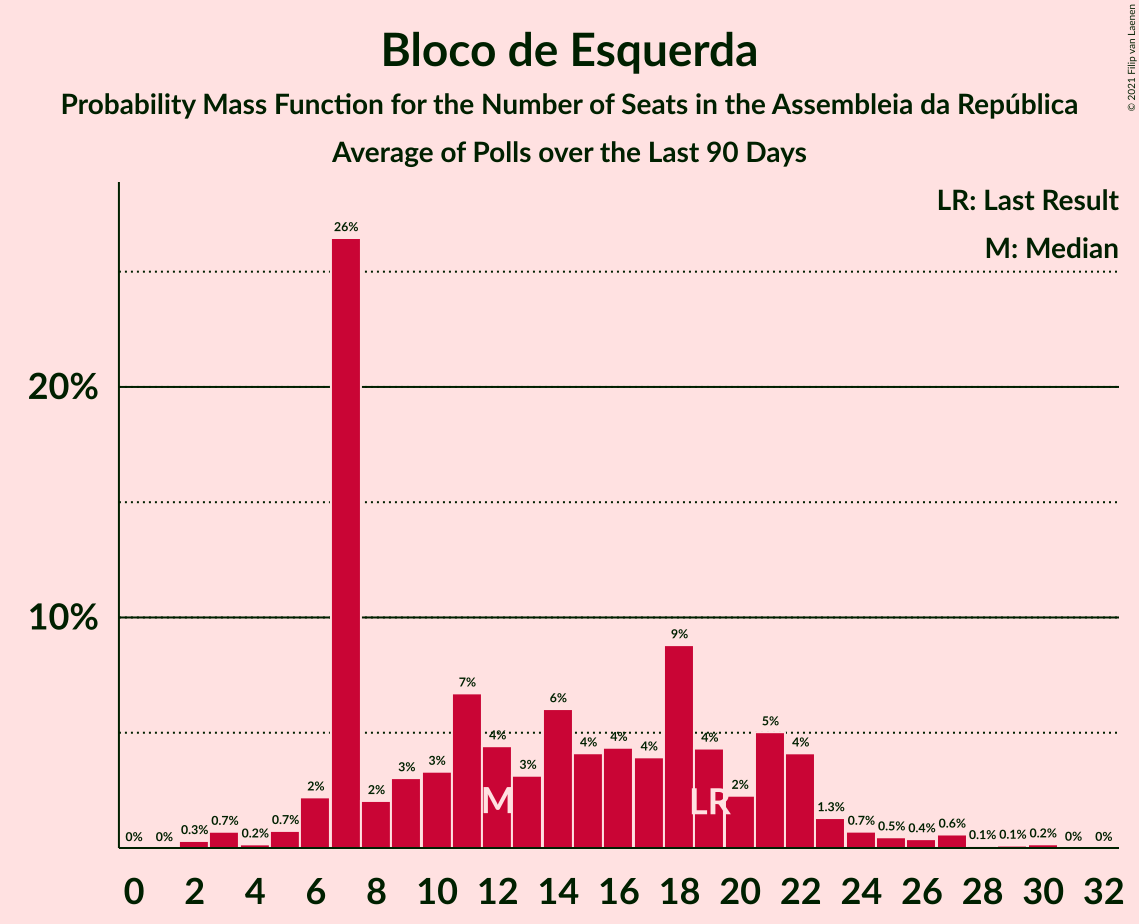 © 2021 Filip van Laenen
Bloco de Esquerda
Probability Mass Function for the Number of Seats in the Assembleia da República
Average of Polls over the Last 90 Days
LR: Last Result
M: Median
20%
10%
0% 0% 0.3% 0.7% 0.2% 0.7% 2% 26% 2% 3% 3% 7% 4% 3% 6% 4% 4% 4% 9% 4% 2% 5% 4% 1.3% 0.7% 0.5% 0.4% 0.6% 0.1% 0.1% 0.2% 0% 0%
M LR
0 2 4 6 8 10 12 14 16 18 20 22 24 26 28 30 32